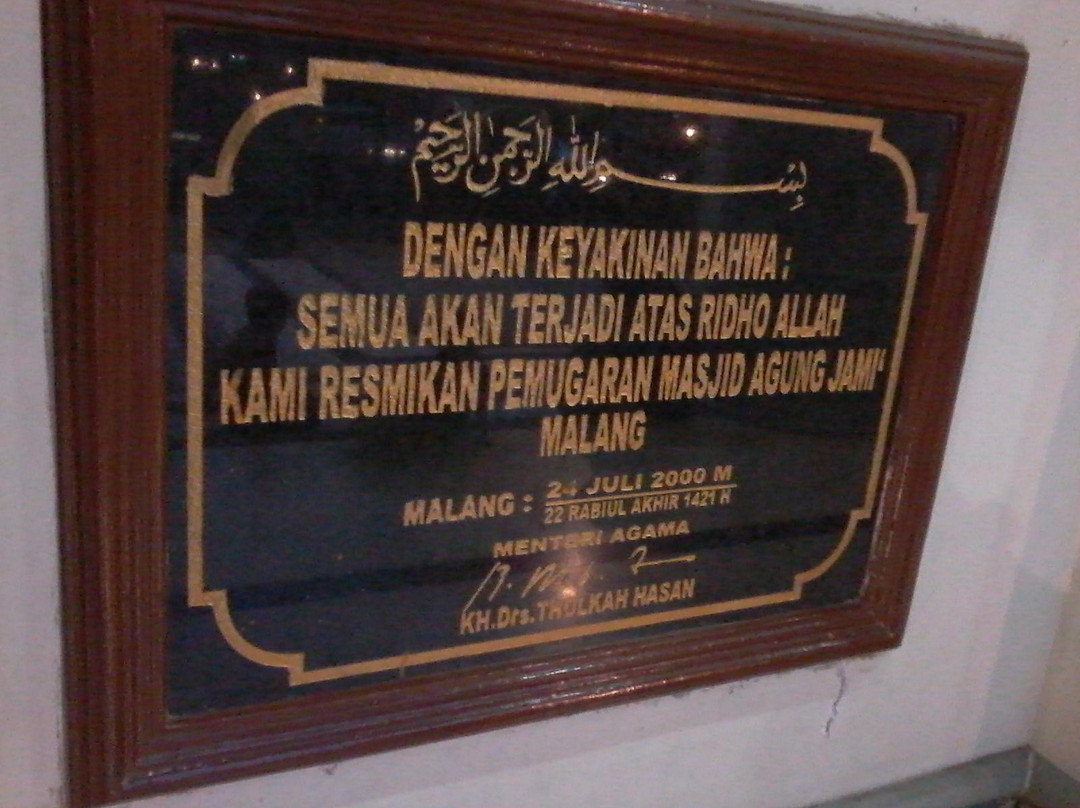 بِسْمِ اللهِ الرَّحْمٰنِ الرَّحِيْمِ
DENGAN KEYAKINAN BAHWA :
SEMUA AKAN TERJADI ATAS RIDHO ALLAH
KAMI RESMIKAN PEMUGARAN MASJID AGUNG JAMI'
MALANG
MALANG : 24 JULI 2000 M
22 RABIUL AKHIR 1421 H
MENTERI AGAMA
KH.Drs.THOLKAH HASAN